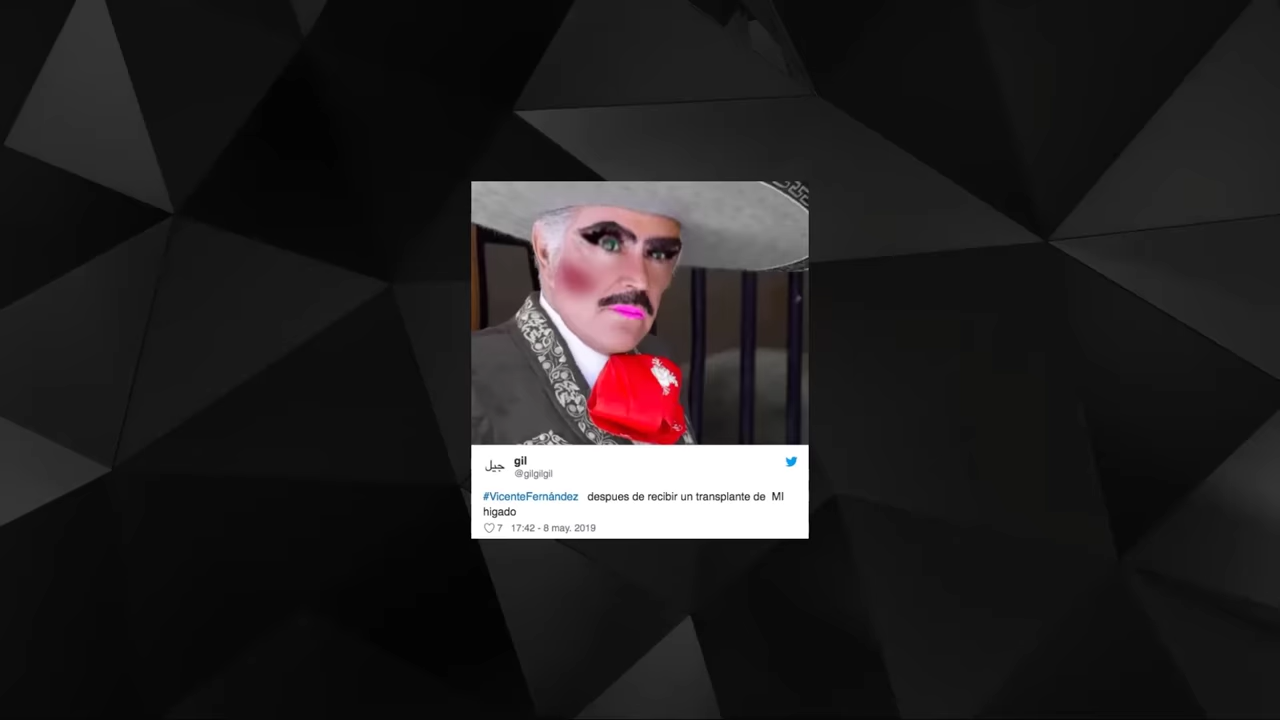 جيل
gil
@gilgilgil
#VicenteFernández despues de recibir un transplante de MI
higado
7 17:42 - 8 may. 2019